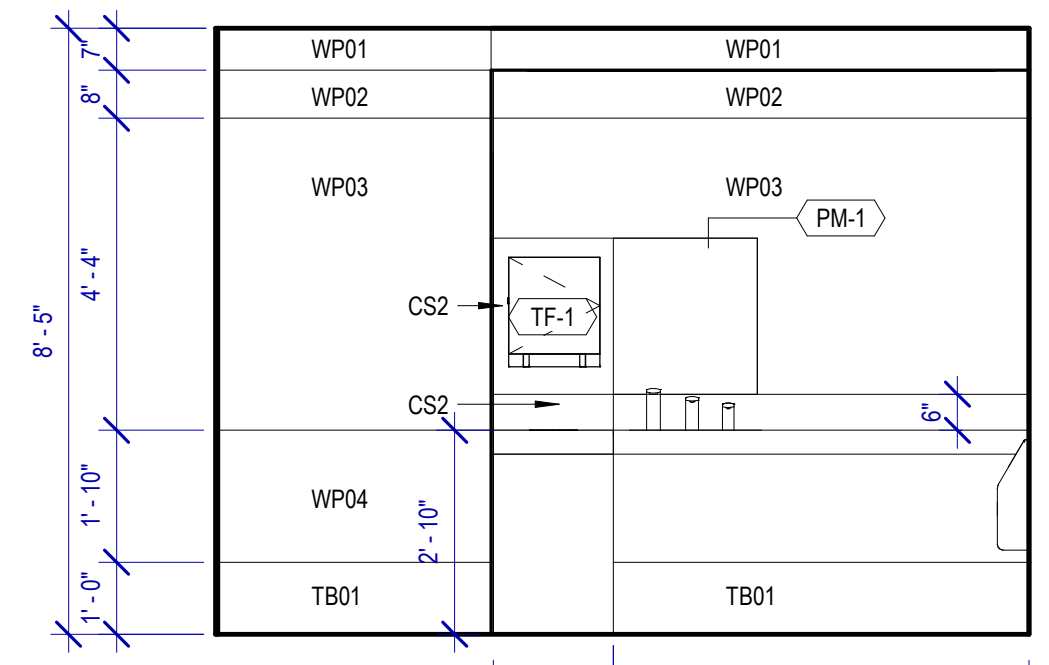 WP01 WP01
7"
WP02 WP02
8"
WP03 WP03
PM-1
4' - 4"
CS2
TF-1
8' - 5"
CS2
6"
WP04
1' - 10"
2' - 10"
TB01 TB01
1' - 0"